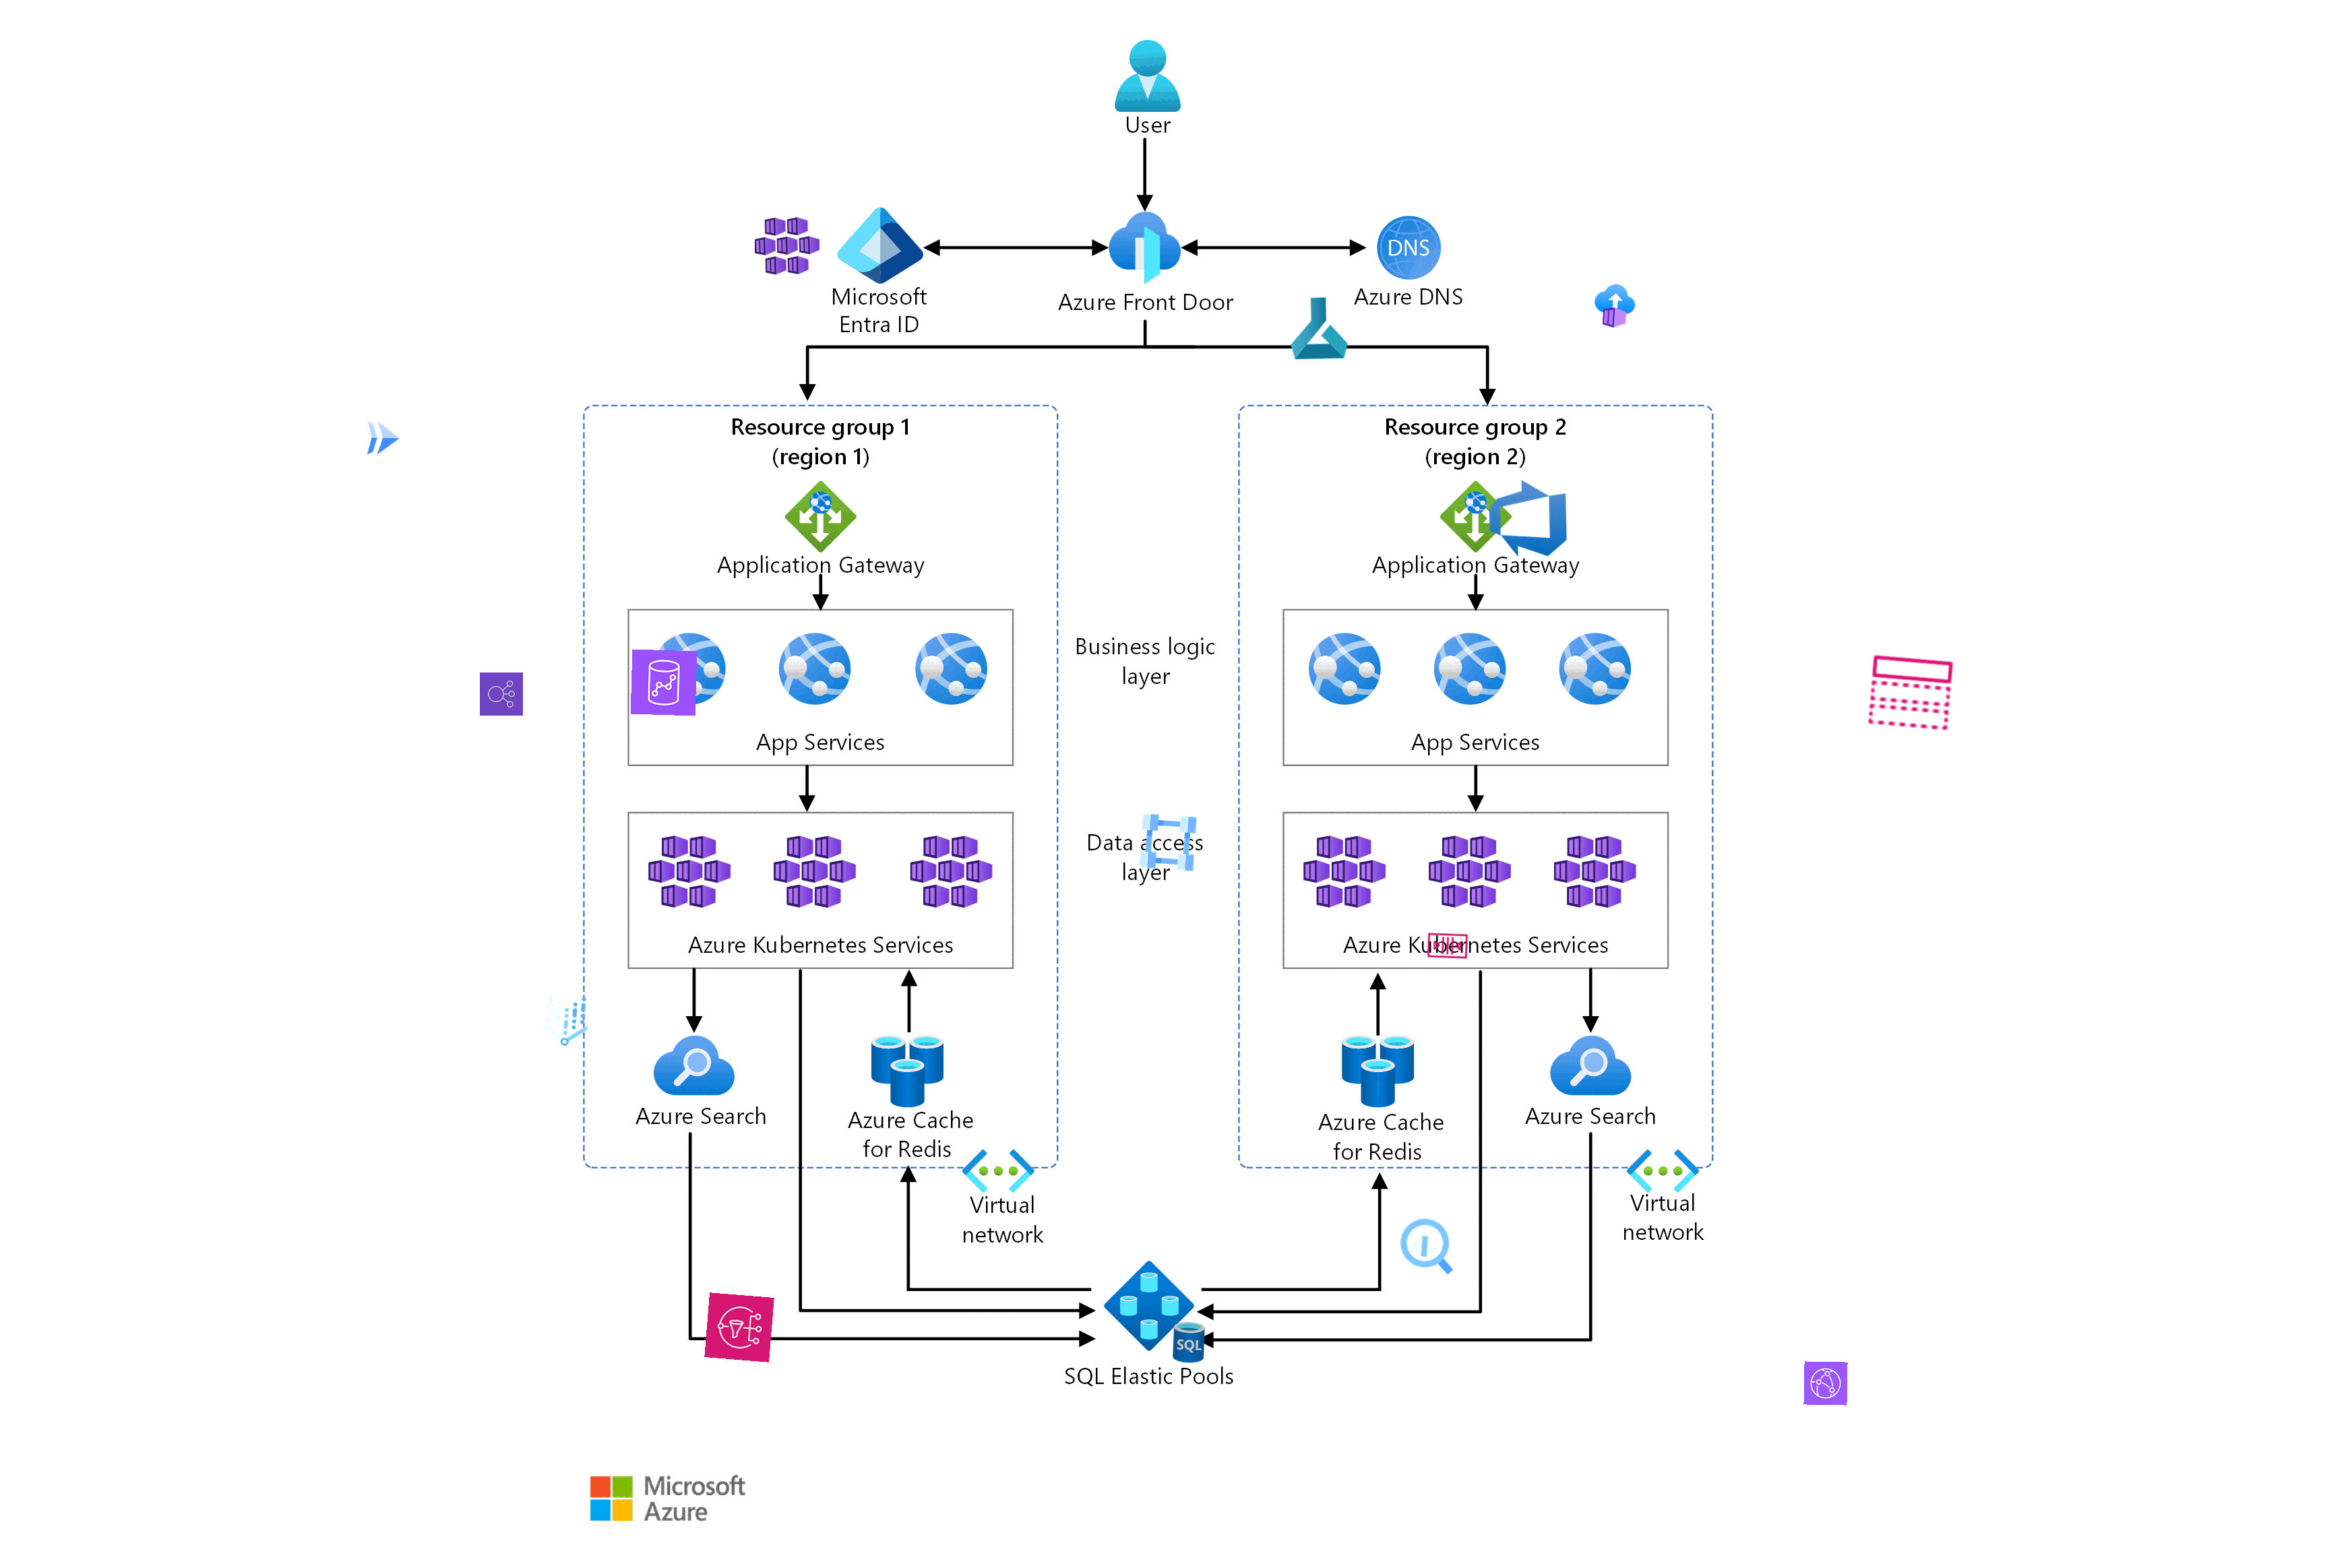 User
DNS
Microsoft
Entra ID
Azure Front Door
Azure DNS
Resource group 1
(region 1)
Resource group 2
(region 2)
Application Gateway
Application Gateway
Business logic
layer
App Services
App Services
Data access
layer
Azure Kubernetes Services
Azure Kubernetes Services
Azure Search
Azure Cache
for Redis
Azure Cache
for Redis
Azure Search
Virtual
network
Virtual
network
SQL
SQL Elastic Pools
Microsoft
Azure